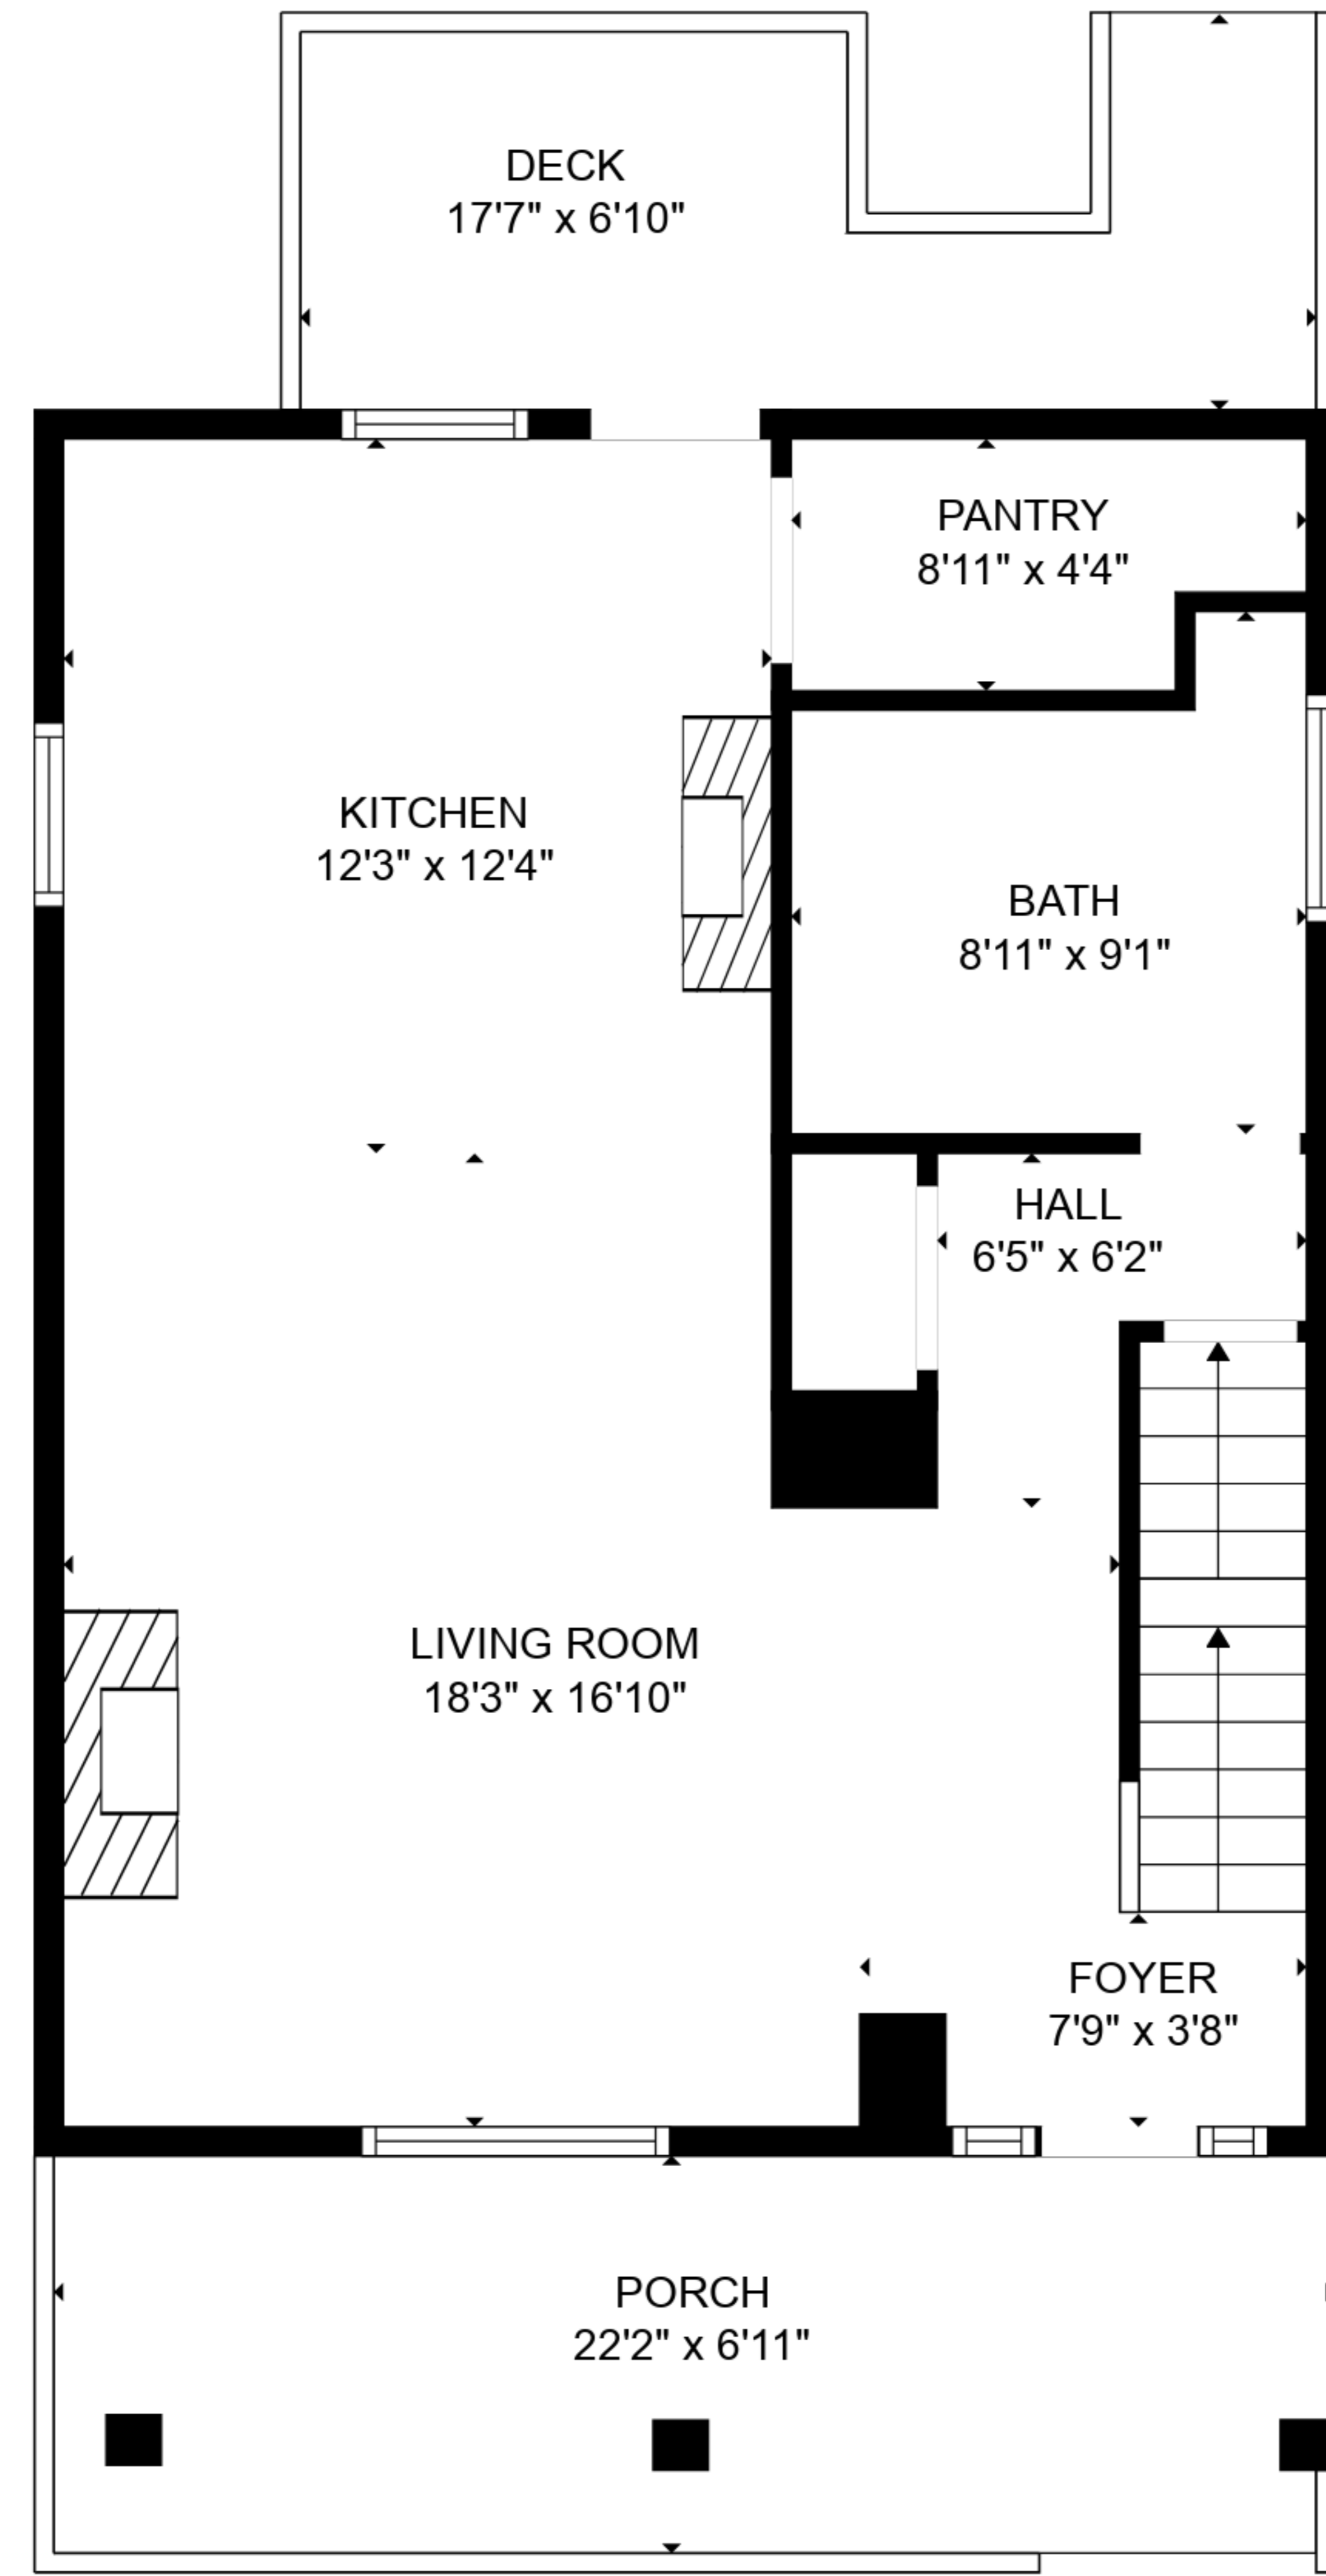 DECK
17'7" x 6'10"
PANTRY
8'11" x 4'4"
KITCHEN
12'3" x 12'4"
BATH
8'11" x 9'1"
HALL
6'5" x 6'2"
LIVING ROOM
18'3" x 16'10"
FOYER
7'9" x 3'8"
PORCH
22'2" x 6'11"